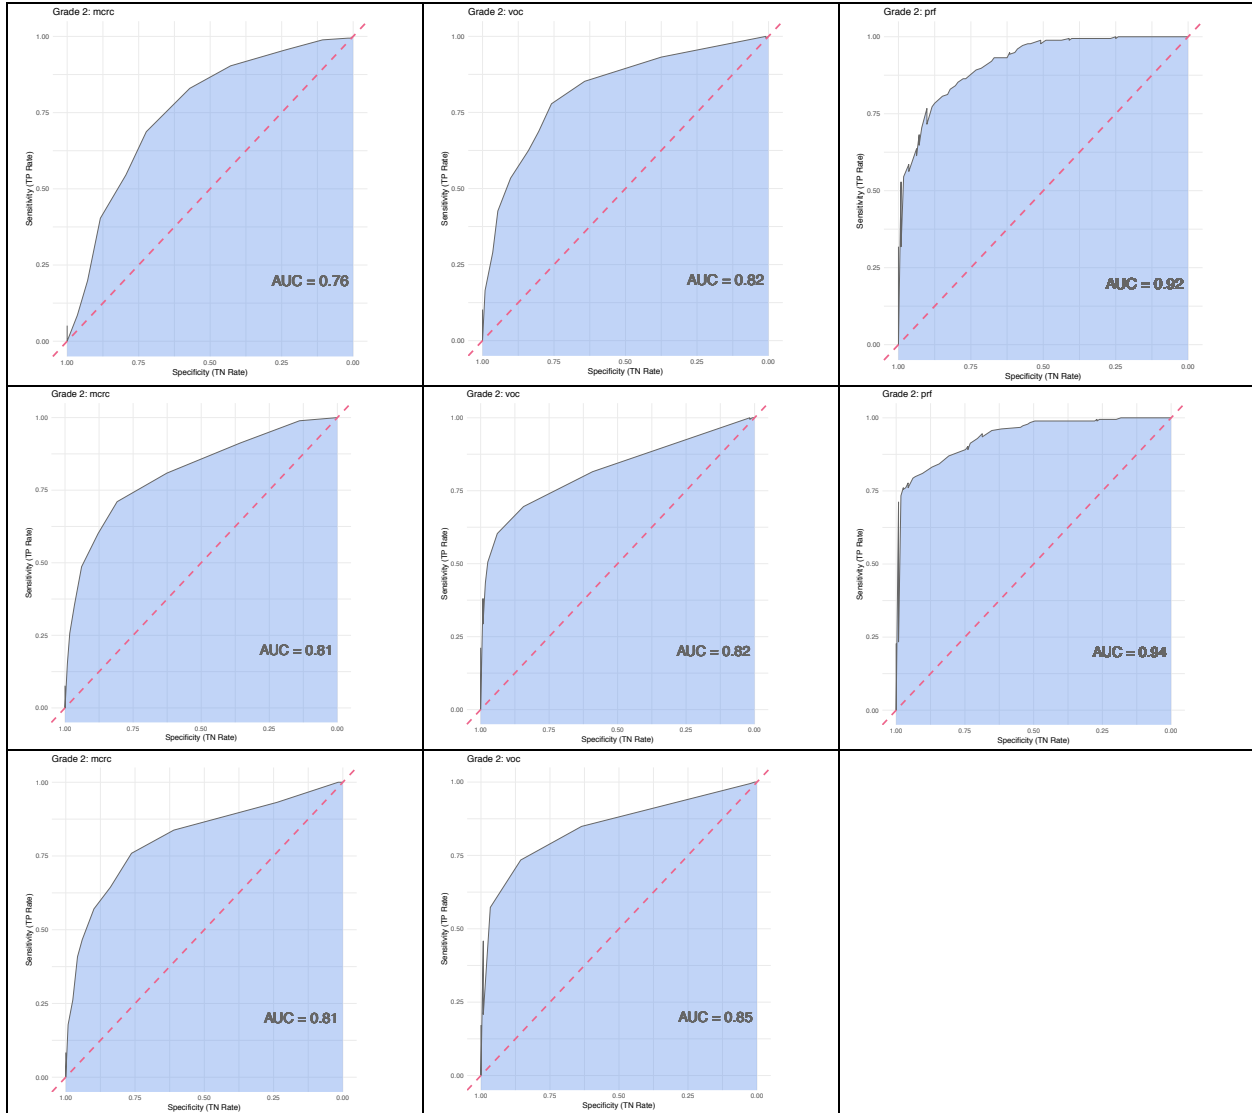 Grade 2: mcrc
1.00
0.75
0.50
0.25
0.00
Sensitivity (TP Rate)
AUC = 0.76
1.00 0.75 0.50 0.25 0.00
Specificity (TN Rate)
Grade 2: voc
1.00
0.75
0.50
0.25
0.00
Sensitivity (TP Rate)
AUC = 0.82
1.00 0.75 0.50 0.25 0.00
Specificity (TN Rate)
Grade 2: prf
1.00
0.75
0.50
0.25
0.00
Sensitivity (TP Rate)
AUC = 0.92
1.00 0.75 0.50 0.25 0.00
Specificity (TN Rate)
Grade 2: mcrc
1.00
0.75
0.50
0.25
0.00
Sensitivity (TP Rate)
AUC = 0.81
1.00 0.75 0.50 0.25 0.00
Specificity (TN Rate)
Grade 2: voc
1.00
0.75
0.50
0.25
0.00
Sensitivity (TP Rate)
AUC = 0.82
1.00 0.75 0.50 0.25 0.00
Specificity (TN Rate)
Grade 2: prf
1.00
0.75
0.50
0.25
0.00
Sensitivity (TP Rate)
AUC = 0.94
1.00 0.75 0.50 0.25 0.00
Specificity (TN Rate)
Grade 2: mcrc
1.00
0.75
0.50
0.25
0.00
Sensitivity (TP Rate)
AUC = 0.81
1.00 0.75 0.50 0.25 0.00
Specificity (TN Rate)
Grade 2: voc
1.00
0.75
0.50
0.25
0.00
Sensitivity (TP Rate)
AUC = 0.85
1.00 0.75 0.50 0.25 0.00
Specificity (TN Rate)